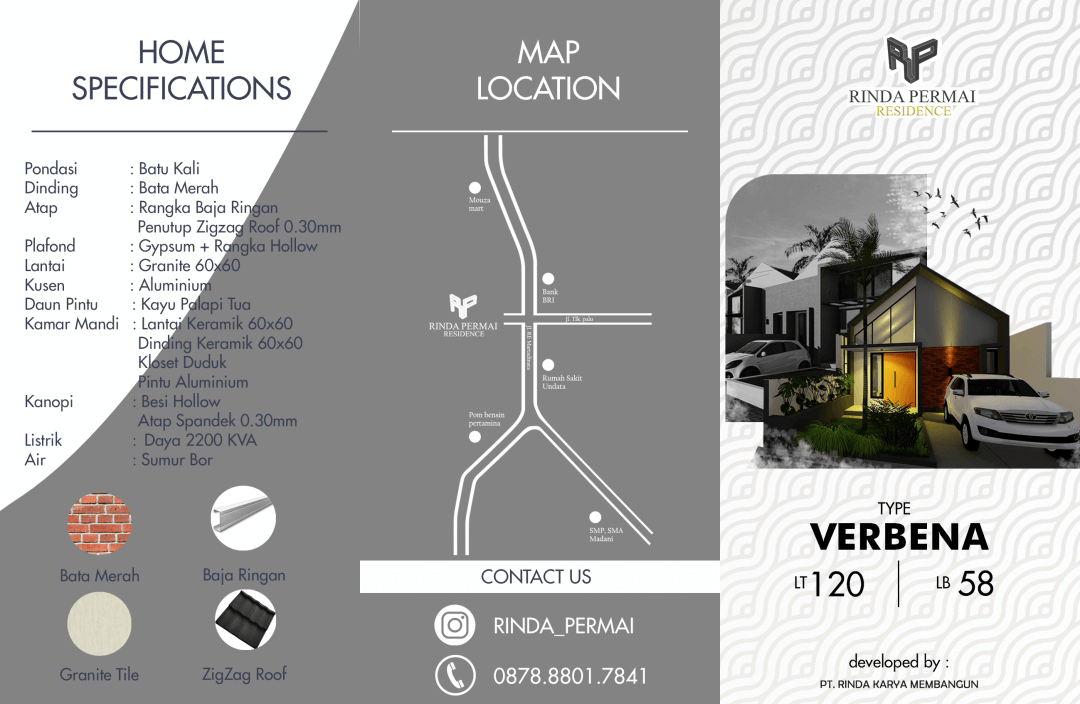 HOME
SPECIFICATIONS
Pondasi : Batu Kali
Dinding : Bata Merah
Atap : Rangka Baja Ringan
Penutup Zigzag Roof 0.30mm
Plafond : Gypsum + Rangka Hollow
Lantai : Granite 60x60
Kusen : Aluminium
Daun Pintu : Kayu Palapi Tua
Kamar Mandi : Lantai Keramik 60x60
Dinding Keramik 60x60
Kloset Duduk
Pintu Aluminium
Kanopi : Besi Hollow
Atap Spandek 0.30mm
Listrik : Daya 2200 KVA
Air : Sumur Bor
Bata Merah
Baja Ringan
Granite Tile
ZigZag Roof
MAP
LOCATION
Mouza
mart
Bank
BRI
RP
RINDA PERMAI
RESIDENCE
Jl. Tlk palu
Jl. RE Martadinata
Rumah Sakit
Undata
Pom bensin
pertamina
SMP, SMA
Madani
CONTACT US
RINDA_PERMAI
0878.8801.7841
RP
RINDA PERMAI
RESIDENCE
TYPE
VERBENA
LT 120
LB 58
developed by :
PT. RINDA KARYA MEMBANGUN